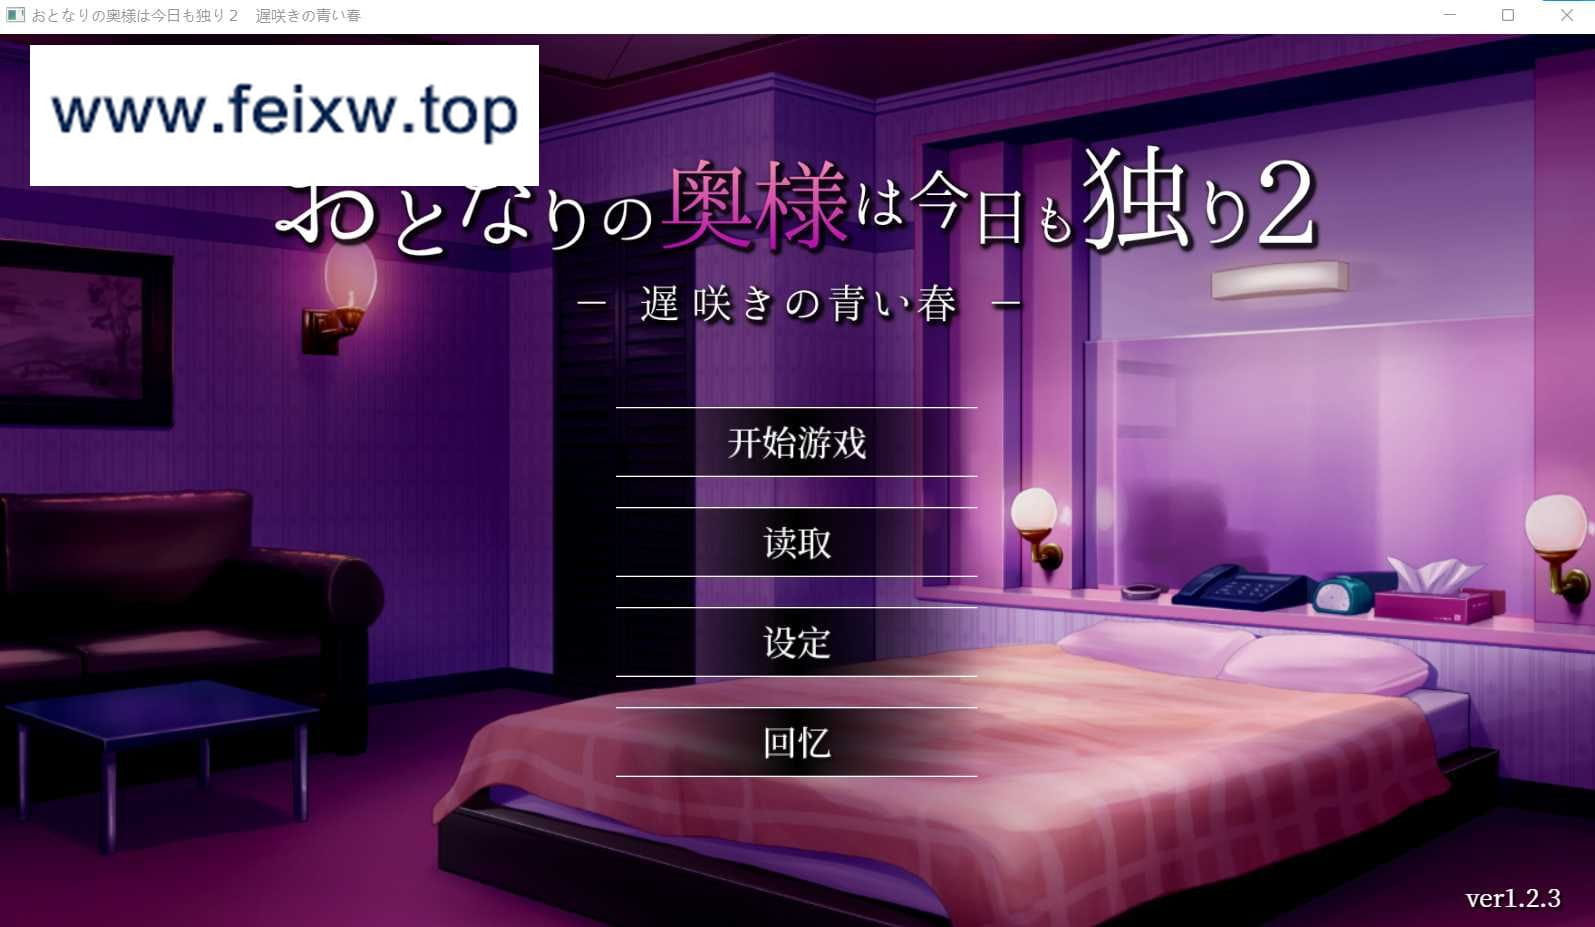 おとなりの奥様は今日も独り２　遅咲きの青い春
www.feixw.top
おとなりの奥様は今日も独り2
― 遅咲きの青い春 ―
开始游戏
读取
设定
回忆
ver1.2.3